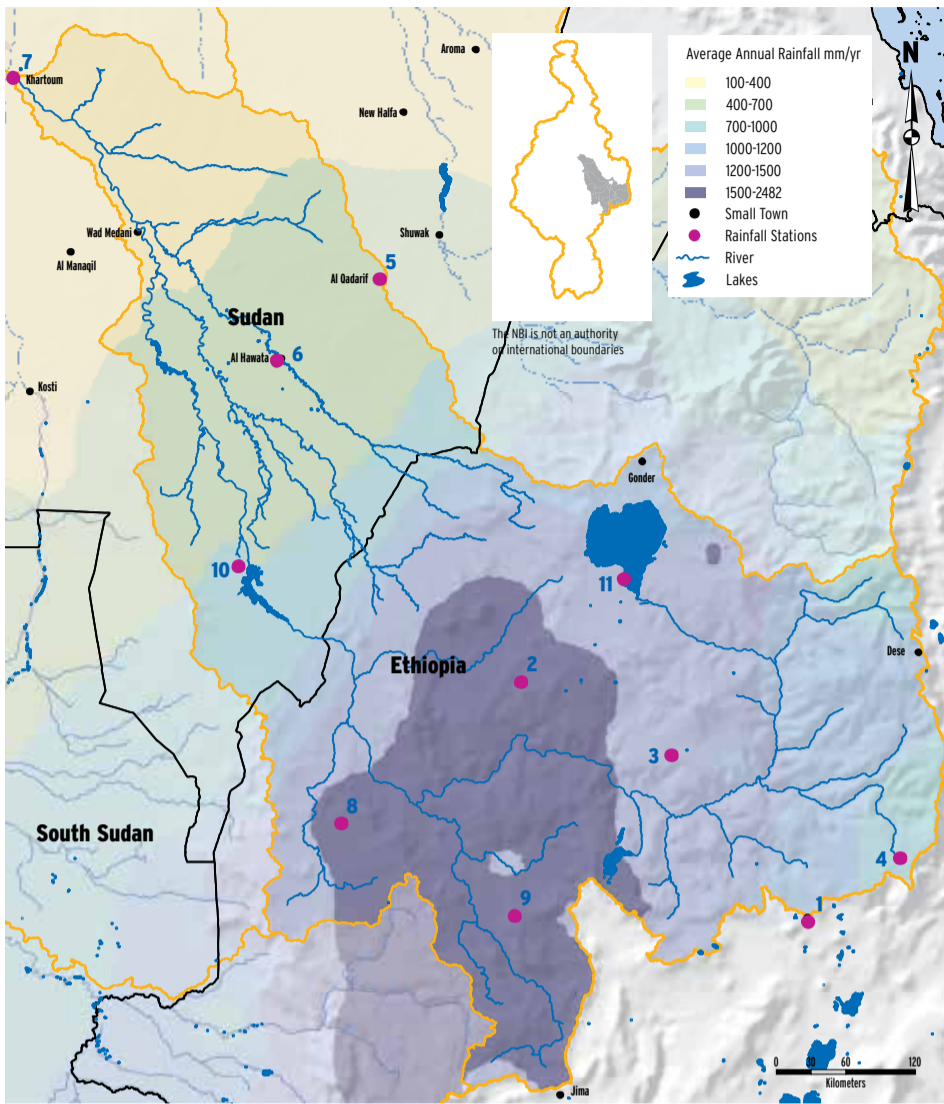 7
Khartoum
Aroma
New Halfa
Wad Medani
Al Manaqil
Shuwak
5
Al Qadarif
Sudan
Al Hawata
6
Kosti
The NBI is not an authority
on international boundaries
Average Annual Rainfall mm/yr
100-400
400-700
700-1000
1000-1200
1200-1500
1500-2482
Small Town
Rainfall Stations
River
Lakes
N
Gonder
10
11
Ethiopia
2
Dese
3
8
South Sudan
4
9
1
Jima
0 30 60 120
Kilometers